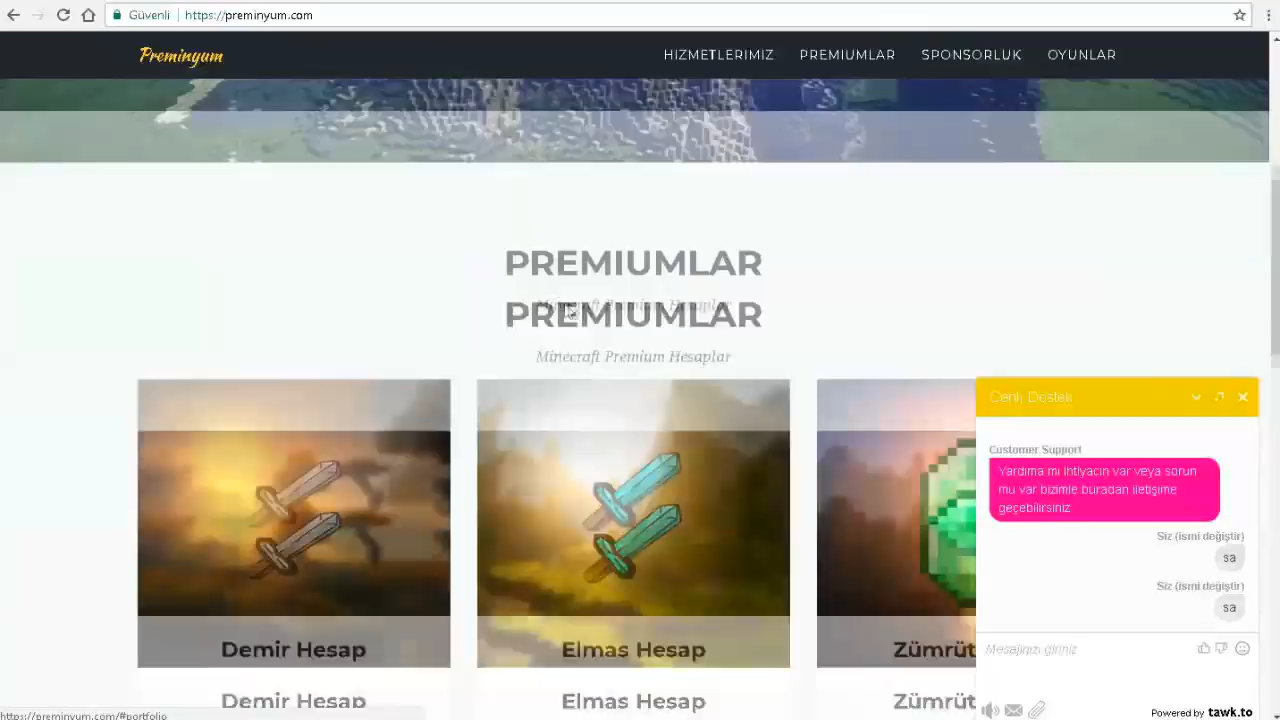 Güvenli
https://preminyum.com
Preminyum
HIZMETLERIMIZ
PREMIUMLAR
SPONSORLUK
OYUNLAR
PREMIUMLAR
Minecraft Premium Hesaplar
PREMIUMLAR
Minecraft Premium Hesaplar
Demir Hesap
Elmas Hesap
Zümrüt
Demir Hesap
Elmas Hesap
Zümrüt
Canlı Destek
Customer Support
Yardıma mı ihtiyacın var veya sorun
mu var bizimle buradan iletişime
geçebilirsiniz
Siz (ismi değiştir)
sa
Siz (ismi değiştir)
sa
Mesajınızı giriniz
Powered by tawk.to
https://preminyum.com/#portfolio